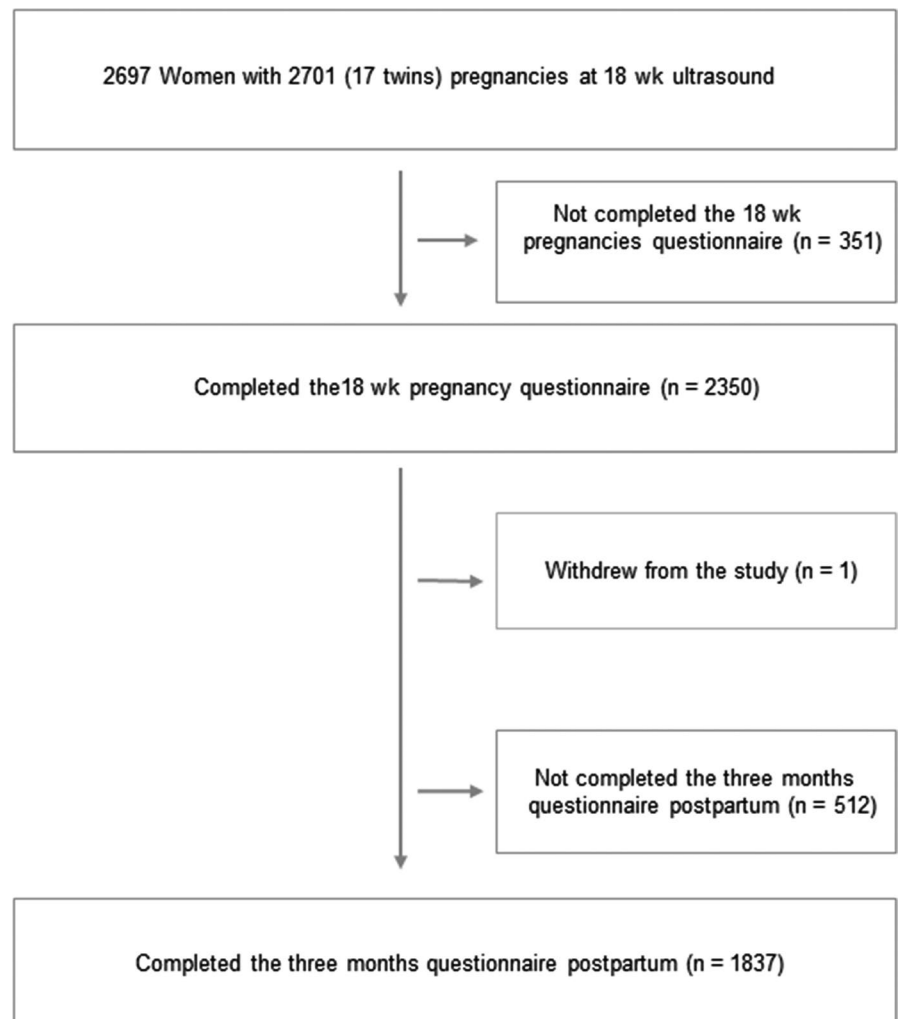 2697 Women with 2701 (17 twins) pregnancies at 18 wk ultrasound
Not completed the 18 wk
pregnancies questionnaire (n = 351)
Completed the18 wk pregnancy questionnaire (n = 2350)
Withdrew from the study (n = 1)
Not completed the three months
questionnaire postpartum (n = 512)
Completed the three months questionnaire postpartum (n = 1837)